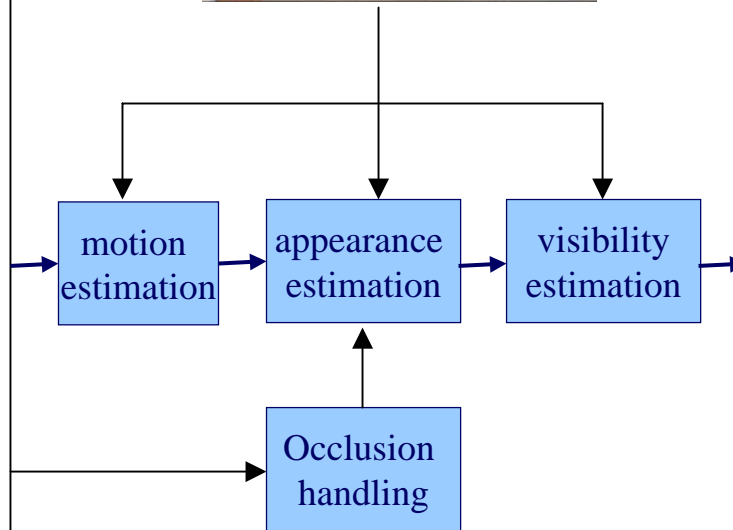 motion
estimation
appearance
estimation
visibility
estimation
Occlusion
handling